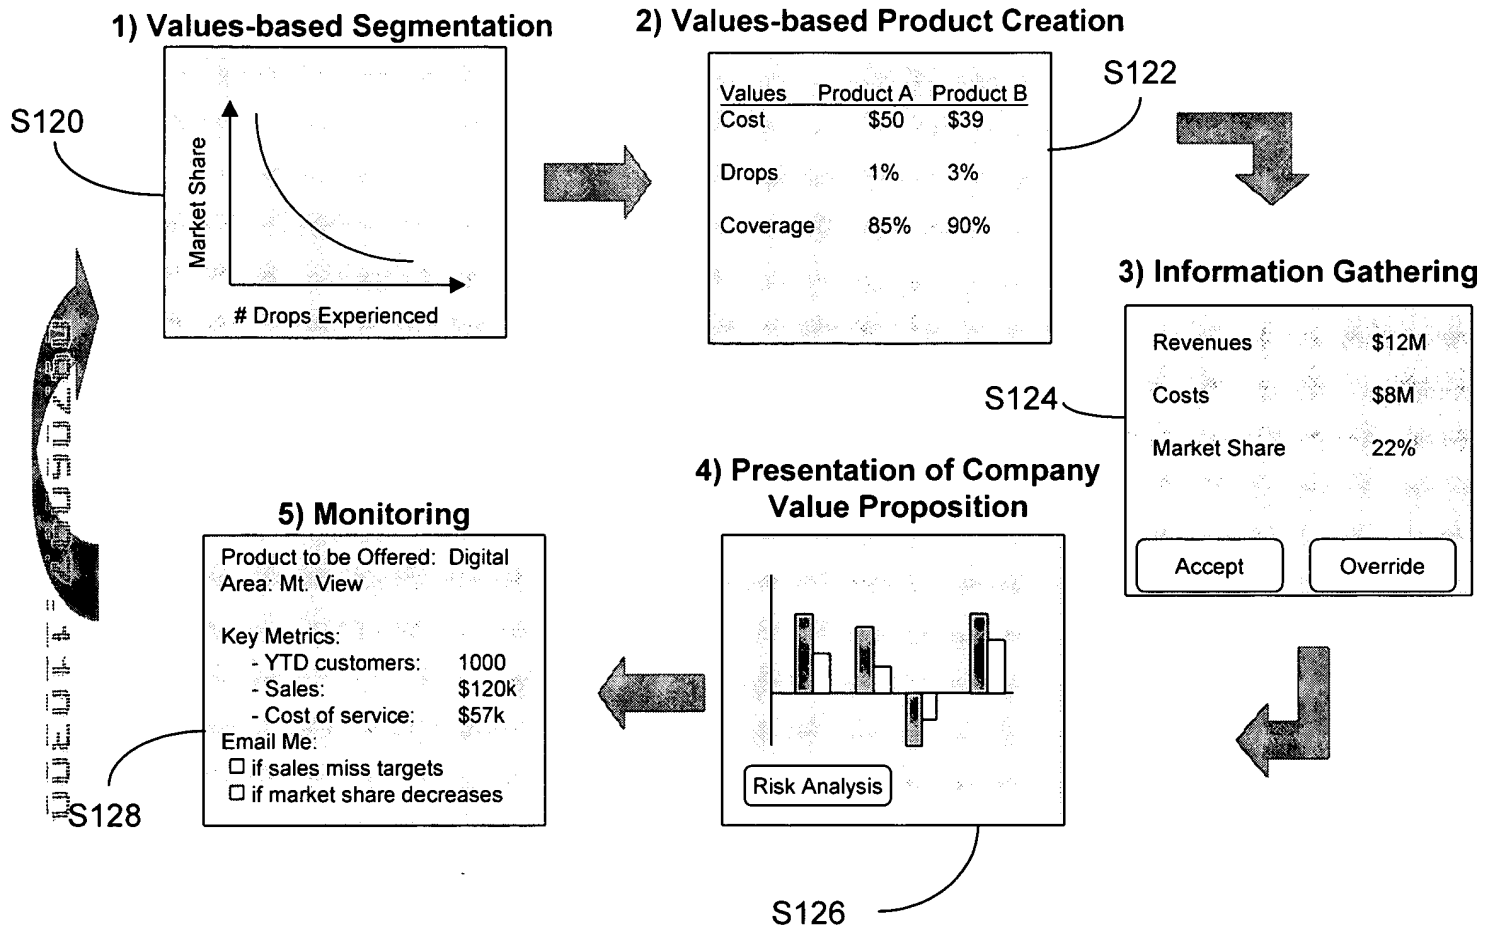 1) Values-based Segmentation
S120
Market Share
# Drops Experienced
2) Values-based Product Creation
S122
Values Product A Product B
Cost $50 $39
Drops 1% 3%
Coverage 85% 90%
3) Information Gathering
S124
Revenues $12M
Costs $8M
Market Share 22%
Accept Override
4) Presentation of Company
Value Proposition
Risk Analysis
S126
5) Monitoring
Product to be Offered: Digital
Area: Mt. View
Key Metrics:
- YTD customers: 1000
- Sales: $120k
- Cost of service: $57k
Email Me:
if sales miss targets
if market share decreases
S128